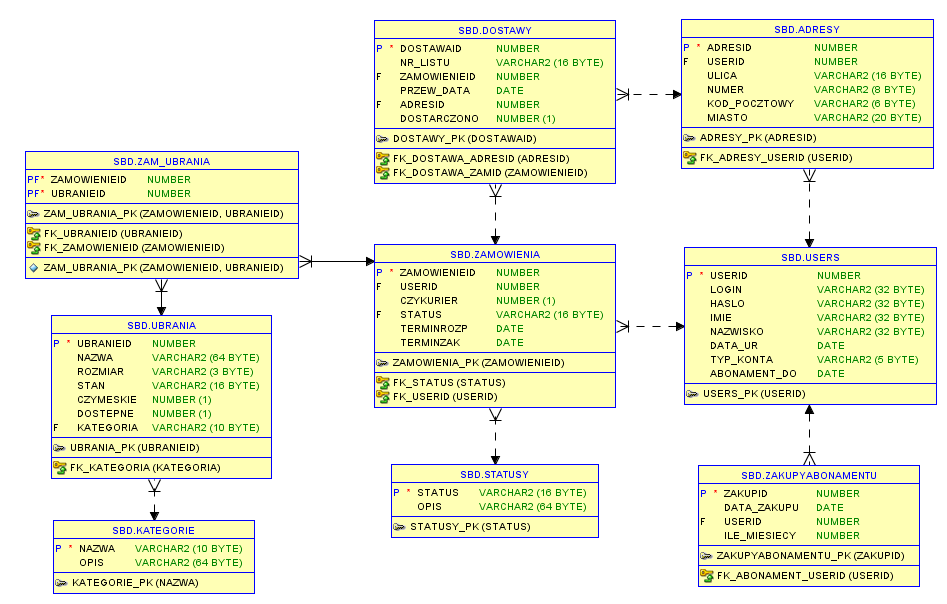 SBD.DOSTAWY
P * DOSTAWAID NUMBER
NR_LISTU VARCHAR2 (16 BYTE)
F ZAMOWIENIEID NUMBER
PRZEW_DATA DATE
F ADRESID NUMBER
DOSTARCZONO NUMBER (1)
DOSTAWY_PK (DOSTAWAID)
FK_DOSTAWA_ADRESID (ADRESID)
FK_DOSTAWA_ZAMID (ZAMOWIENIEID)
SBD.ADRESY
P * ADRESID NUMBER
F USERID NUMBER
ULICA VARCHAR2 (16 BYTE)
NUMER VARCHAR2 (8 BYTE)
KOD_POCZTOWY VARCHAR2 (6 BYTE)
MIASTO VARCHAR2 (20 BYTE)
ADRESY_PK (ADRESID)
FK_ADRESY_USERID (USERID)
SBD.ZAM_UBRANIA
PF* ZAMOWIENIEID NUMBER
PF* UBRANIEID NUMBER
ZAM_UBRANIA_PK (ZAMOWIENIEID, UBRANIEID)
FK_UBRANIEID (UBRANIEID)
FK_ZAMOWIENIEID (ZAMOWIENIEID)
ZAM_UBRANIA_PK (ZAMOWIENIEID, UBRANIEID)
SBD.ZAMOWIENIA
P * ZAMOWIENIEID NUMBER
F USERID NUMBER
CZYKURIER NUMBER (1)
F STATUS VARCHAR2 (16 BYTE)
TERMINROZP DATE
TERMINZAK DATE
ZAMOWIENIA_PK (ZAMOWIENIEID)
FK_STATUS (STATUS)
FK_USERID (USERID)
SBD.USERS
P * USERID NUMBER
LOGIN VARCHAR2 (32 BYTE)
HASLO VARCHAR2 (32 BYTE)
IMIE VARCHAR2 (32 BYTE)
NAZWISKO VARCHAR2 (32 BYTE)
DATA_UR DATE
TYP_KONTA VARCHAR2 (5 BYTE)
ABONAMENT_DO DATE
USERS_PK (USERID)
SBD.UBRANIA
P * UBRANIEID NUMBER
NAZWA VARCHAR2 (64 BYTE)
ROZMIAR VARCHAR2 (3 BYTE)
STAN VARCHAR2 (16 BYTE)
CZYMESKIE NUMBER (1)
DOSTEPNE NUMBER (1)
F KATEGORIA VARCHAR2 (10 BYTE)
UBRANIA_PK (UBRANIEID)
FK_KATEGORIA (KATEGORIA)
SBD.STATUSY
P * STATUS VARCHAR2 (16 BYTE)
OPIS VARCHAR2 (64 BYTE)
STATUSY_PK (STATUS)
SBD.ZAKUPYABONAMENTU
P * ZAKUPID NUMBER
DATA_ZAKUPU DATE
F USERID NUMBER
ILE_MIESIECY NUMBER
ZAKUPYABONAMENTU_PK (ZAKUPID)
FK_ABONAMENT_USERID (USERID)
SBD.KATEGORIE
P * NAZWA VARCHAR2 (10 BYTE)
OPIS VARCHAR2 (64 BYTE)
KATEGORIE_PK (NAZWA)